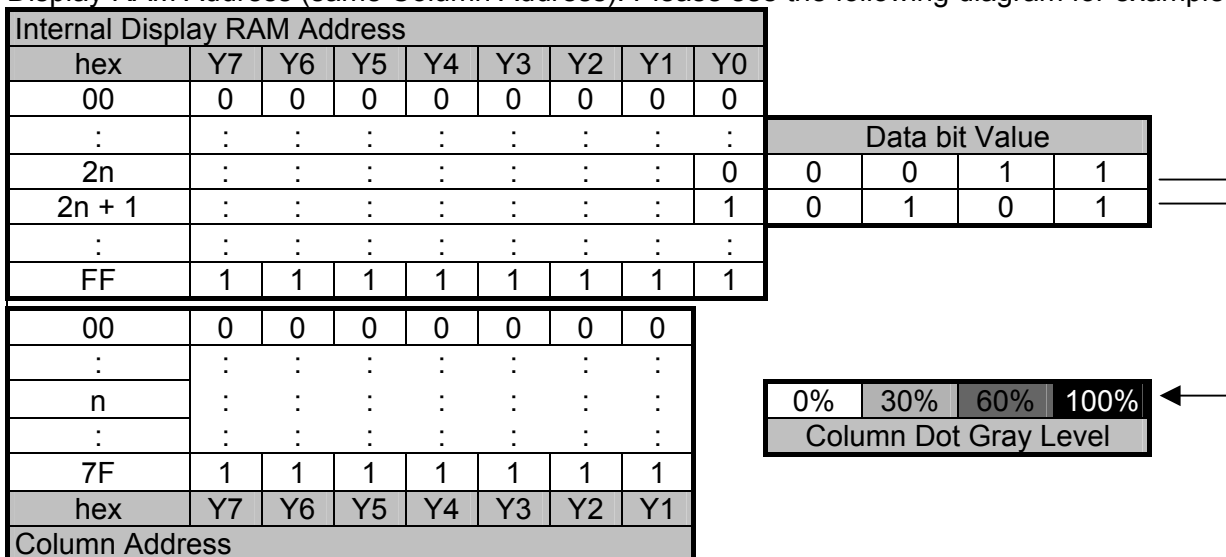 Display RAM Address (same Column Address). Please see the following diagram for example
Internal Display RAM Address
hex Y7 Y6 Y5 Y4 Y3 Y2 Y1 Y0
00 0 0 0 0 0 0 0 0
: : : : : : : : : Data bit Value
2n : : : : : : : 0 0 0 1 1
2n + 1 : : : : : : : 1 0 1 0 1
: : : : : : : : :
FF 1 1 1 1 1 1 1 1
00 0 0 0 0 0 0 0
: : : : : : : :
n : : : : : : : 0% 30% 60% 100%
: : : : : : : : Column Dot Gray Level
7F 1 1 1 1 1 1 1
hex Y7 Y6 Y5 Y4 Y3 Y2 Y1
Column Address